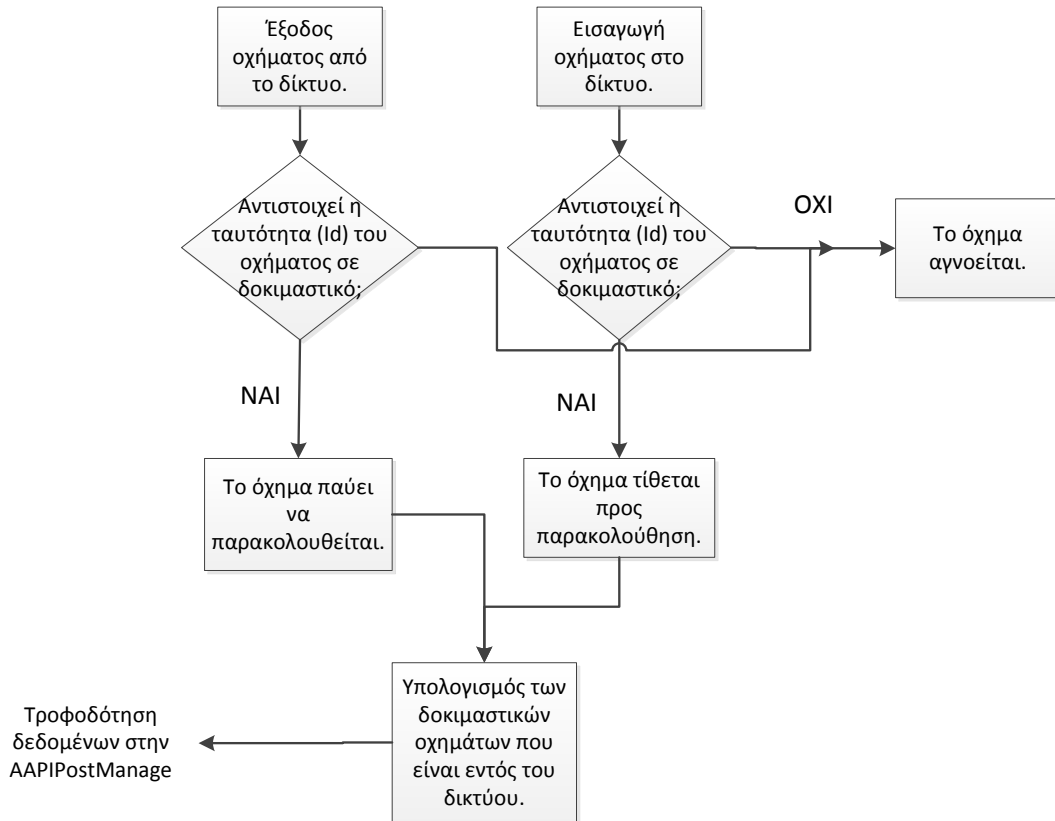 Έξοδος
οχήματος από
το δίκτυο.
Εισαγωγή
οχήματος στο
δίκτυο.
Αντιστοιχεί η
ταυτότητα (Id) του
οχήματος σε
δοκιμαστικό;
Αντιστοιχεί η
ταυτότητα (Id) του
οχήματος σε
δοκιμαστικό;
ΟΧΙ
Το όχημα
αγνοείται.
ΝΑΙ
ΝΑΙ
Το όχημα παύει
να
παρακολουθείται.
Το όχημα τίθεται
προς
παρακολούθηση.
Υπολογισμός των
δοκιμαστικών
οχημάτων που
είναι εντός του
δικτύου.
Τροφοδότηση
δεδομένων στην
AAPIPostManage